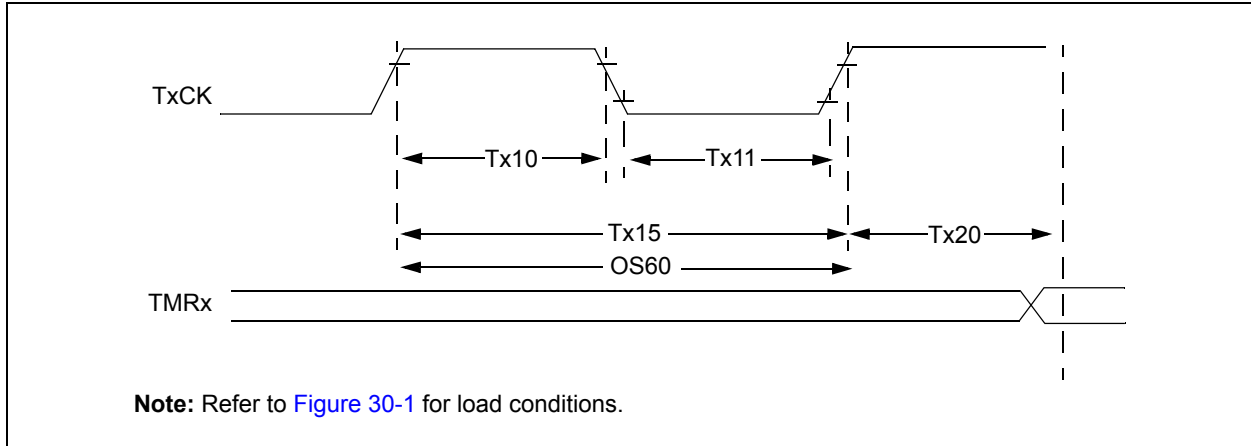 TxCK
Tx10
Tx11
Tx15
Tx20
OS60
TMRx
Note: Refer to Figure 30-1 for load conditions.